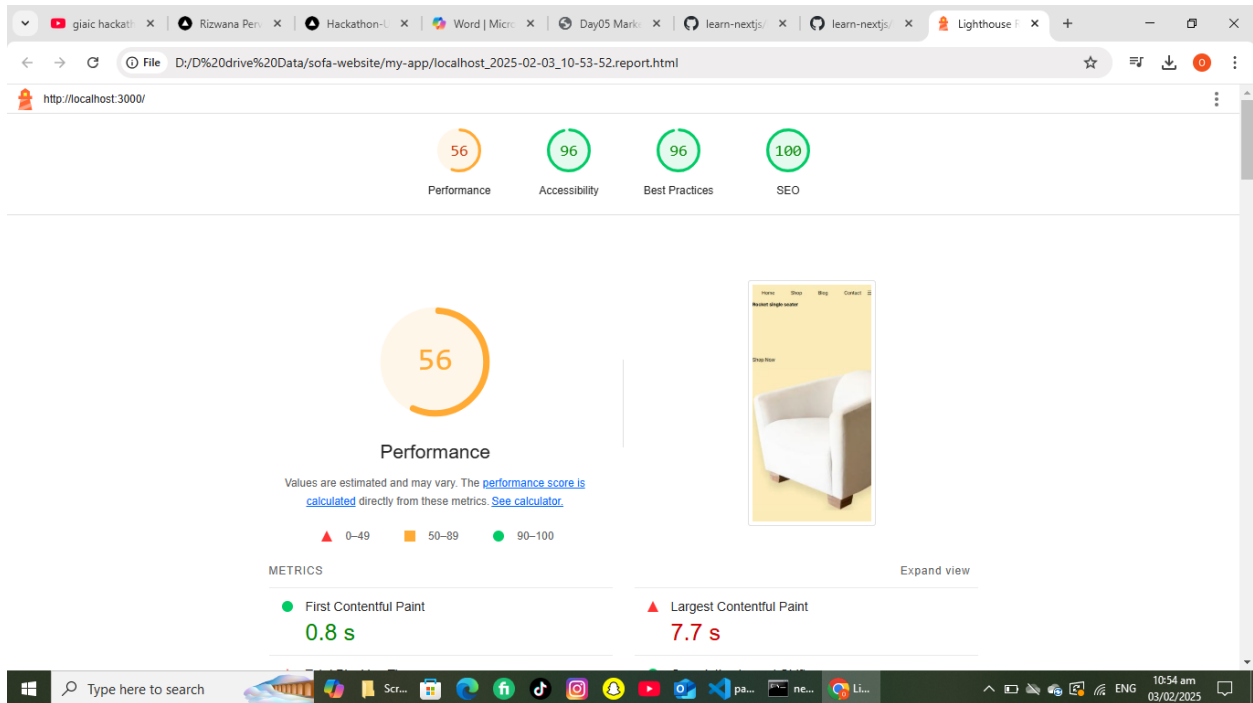 giaic hackath
Rizwana Perv
Hackathon-U
Word | Micro
Day05 Marke
learn-nextjs/
learn-nextjs/
Lighthouse R
File D:/D%20drive%20Data/sofa-website/my-app/localhost_2025-02-03_10-53-52.report.html
O
http://localhost:3000/
56 96 96 100
Performance Accessibility Best Practices SEO
56
Home Shop Blog Contact
Rocket single seater
Shop Now
Performance
Values are estimated and may vary. The performance score is
calculated directly from these metrics. See calculator.
0–49 50–89 90–100
METRICS
Expand view
First Contentful Paint
0.8 s
Largest Contentful Paint
7.7 s
Type here to search
Scr...
fi
pa...
ne...
Li...
ENG
10:54 am
03/02/2025